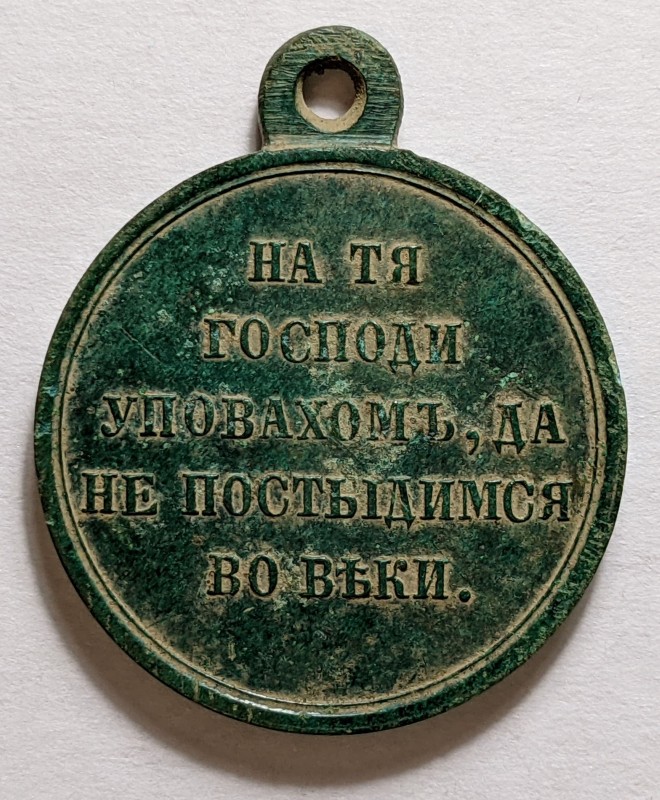 НА ТЯ
ГОСПОДИ
УПОВАХОМЪ, ДА
НЕ ПОСТЫДИМСЯ
ВО ВѢКИ.